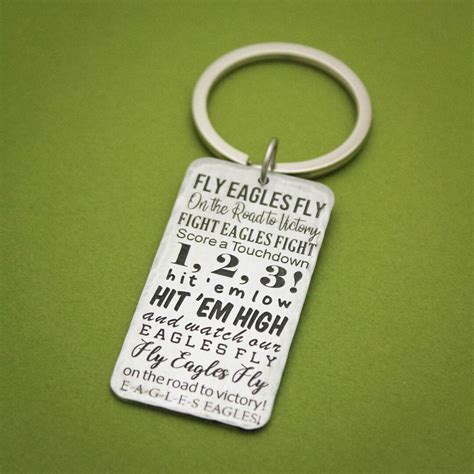 FLY EAGLES FLY
On the Road to Victory
FIGHT EAGLES FIGHT
Score a Touchdown
1, 2, 3!
hit 'em low
HIT 'EM HIGH
and watch our
EAGLES FLY
Fly Eagles Fly
on the road to victory!
E-A-G-L-E-S EAGLES!